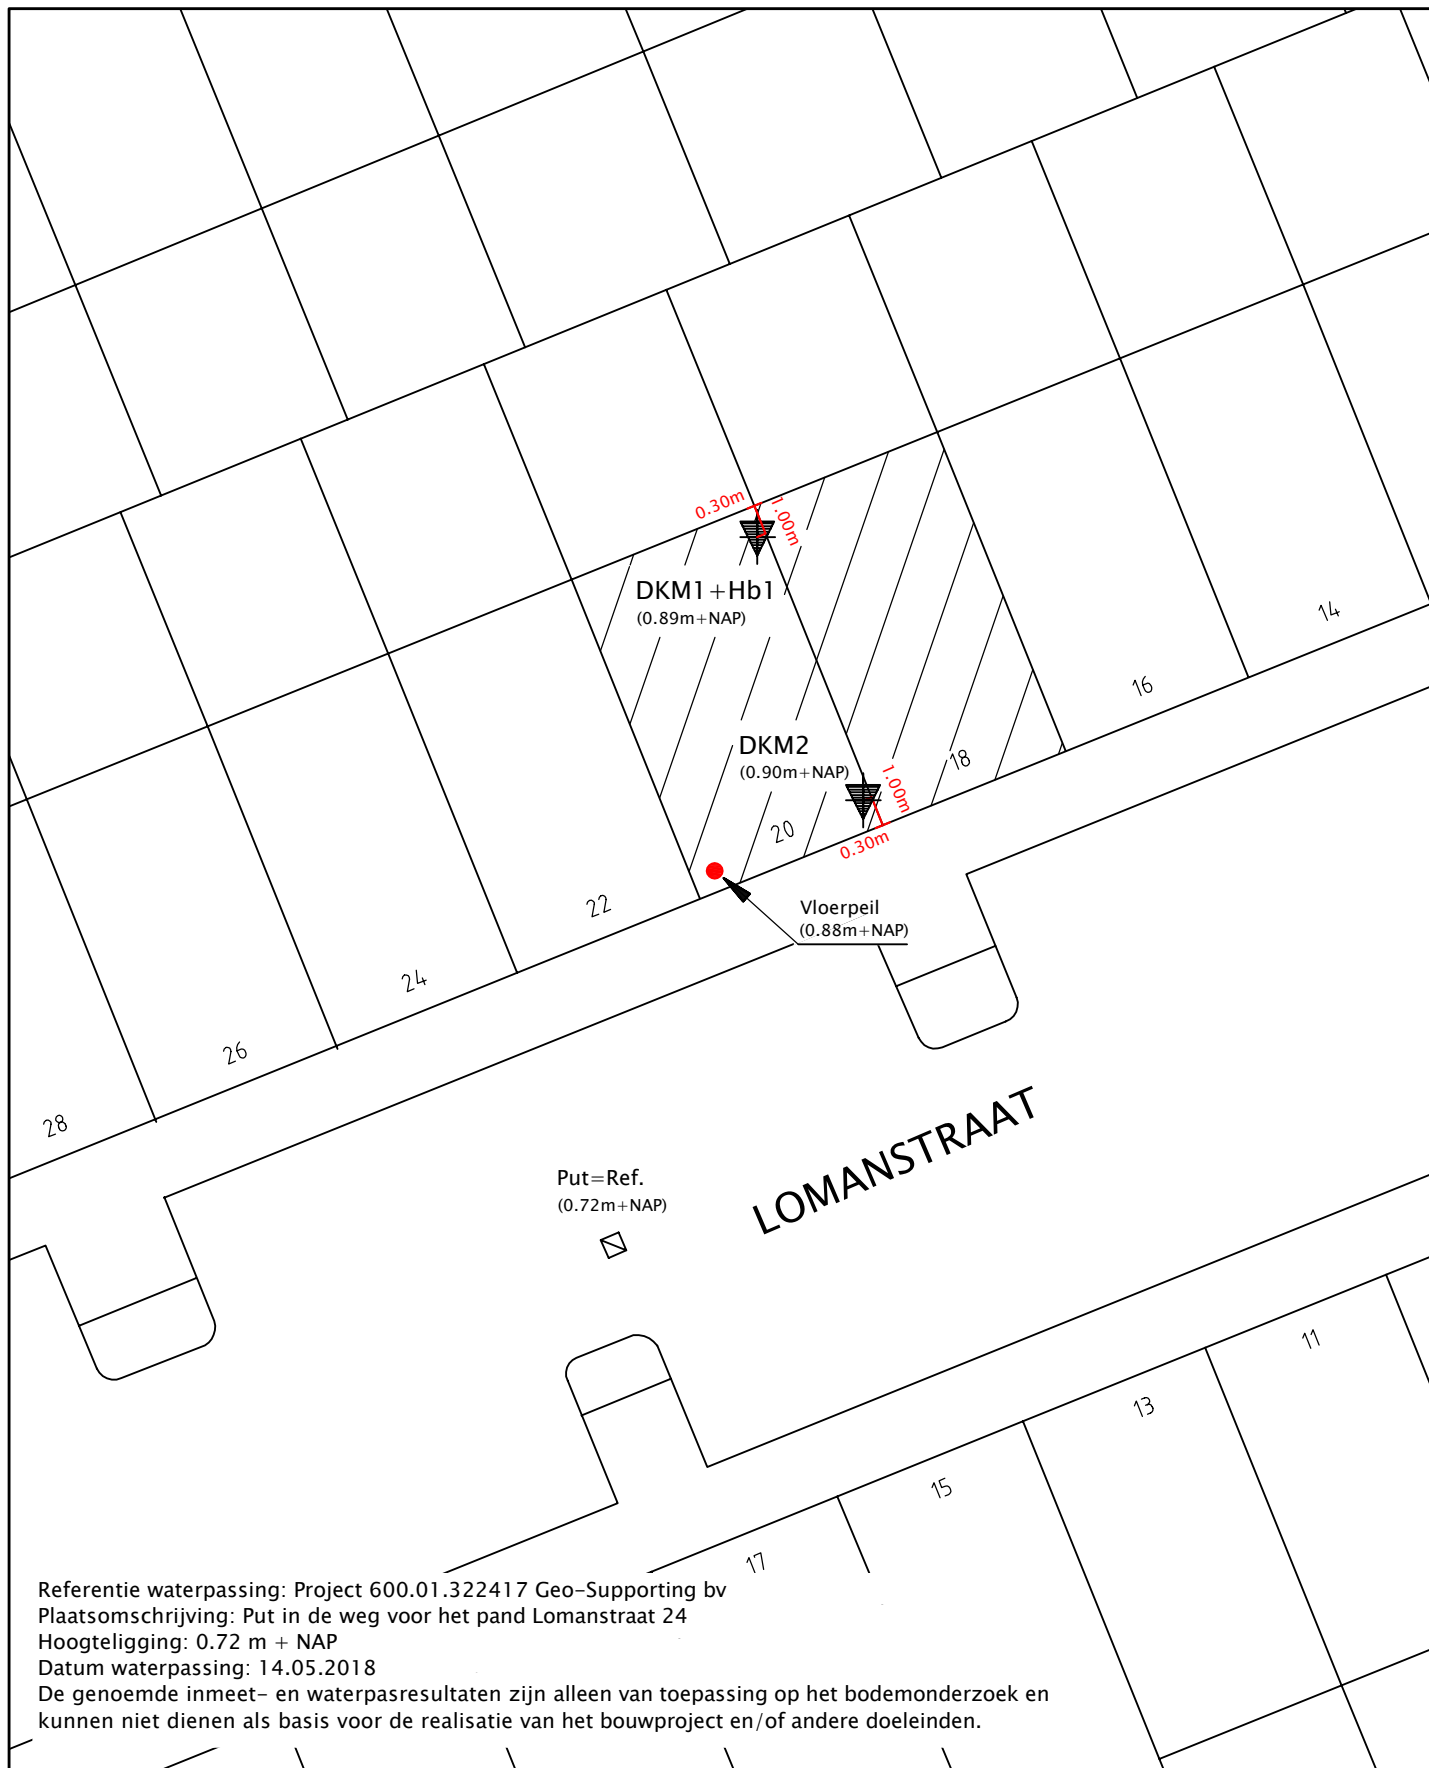 0.30m
1.00m
DKM1+Hb1
(0.89m+NAP)
14
16
DKM2
(0.90m+NAP)
18
1.00m
20
0.30m
22
Vloerpeil
(0.88m+NAP)
24
26
28
LOMANSTRAAT
Put=Ref.
(0.72m+NAP)
11
13
15
17
Referentie waterpassing: Project 600.01.322417 Geo-Supporting bv
Plaatsomschrijving: Put in de weg voor het pand Lomanstraat 24
Hoogteligging: 0.72 m + NAP
Datum waterpassing: 14.05.2018
De genoemde inmeet- en waterpasresultaten zijn alleen van toepassing op het bodemonderzoek en
kunnen niet dienen als basis voor de realisatie van het bouwproject en/of andere doeleinden.